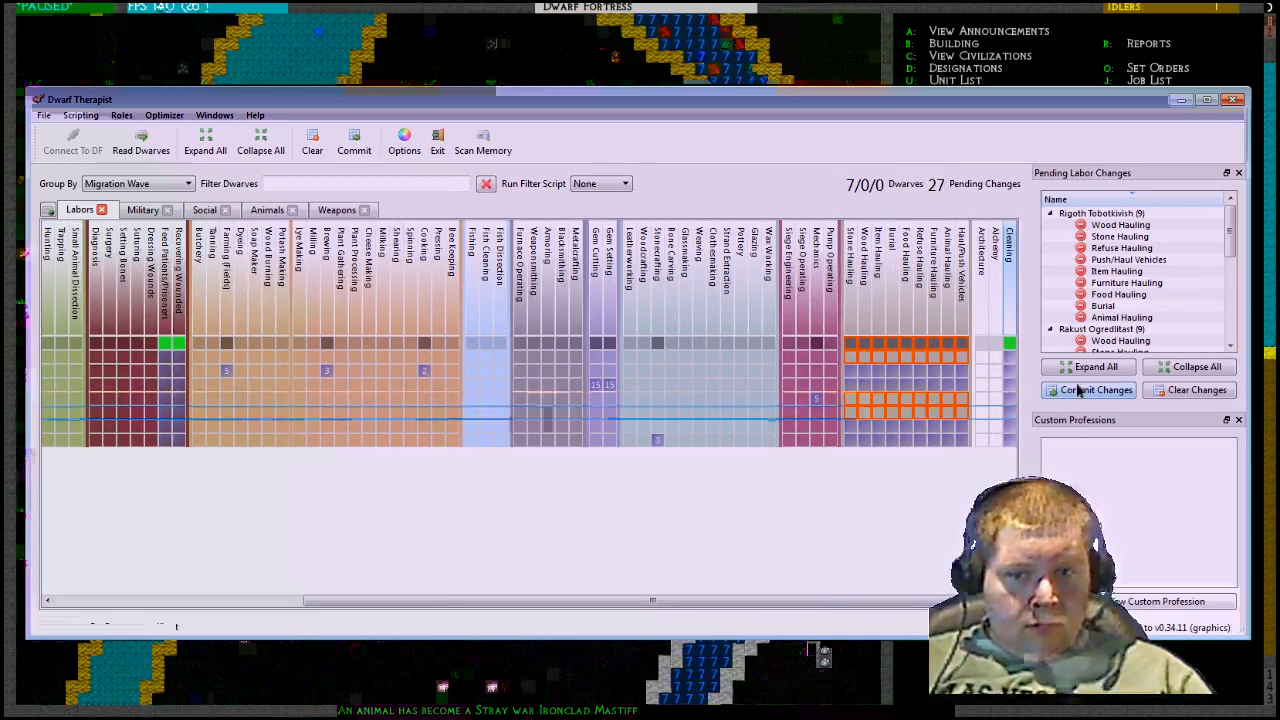 *PAUSED*
FPS: 140 (26)
DWARF FORTRESS
IDLERS: 1
A: VIEW ANNOUNCEMENTS
B: BUILDING
R: REPORTS
C: VIEW CIVILIZATIONS
D: DESIGNATIONS
O: SET ORDERS
U: UNIT LIST
J: JOB LIST
Dwarf Therapist
File Scripting Roles Optimizer Windows Help
Connect To DF Read Dwarves Expand All Collapse All Clear Commit Options Exit Scan Memory
Group By Migration Wave Filter Dwarves Run Filter Script None 7/0/0 Dwarves 27 Pending Changes
Labors Military Social Animals Weapons
Hunting
Trapping
Small Animal Dissection
Diagnosis
Surgery
Setting Bones
Suturing
Dressing Wounds
Feed Patients/Prisoners
Recovering Wounded
Butchery
Tanning
Farming (Fields)
Dyeing
Soap Maker
Wood Burning
Potash Making
Lye Making
Milling
Brewing
Plant Gathering
Plant Processing
Cheese Making
Milking
Shearing
Spinning
Cooking
Pressing
Bee Keeping
Fishing
Fish Cleaning
Fish Dissection
Furnace Operating
Weaponsmithing
Armoring
Blacksmithing
Metalcrafting
Gem Cutting
Gem Setting
Leatherworking
Woodcrafting
Stonecrafting
Bone Carving
Glassmaking
Weaving
Clothesmaking
Strand Extraction
Pottery
Glazing
Wax Working
Siege Engineering
Siege Operating
Mechanics
Pump Operating
Stone Hauling
Wood Hauling
Item Hauling
Burial
Food Hauling
Refuse Hauling
Furniture Hauling
Animal Hauling
Haul/Push Vehicles
Architecture
Alchemy
Cleaning
5 3 2
15 15
5
3
Pending Labor Changes
Name
Rigoth Tobotkivish (9)
Wood Hauling
Stone Hauling
Refuse Hauling
Push/Haul Vehicles
Item Hauling
Furniture Hauling
Food Hauling
Burial
Animal Hauling
Rakust Ogreditast (9)
Wood Hauling
Expand All Collapse All
Commit Changes Clear Changes
Custom Professions
Custom Profession
to v0.34.11 (graphics)
AN ANIMAL HAS BECOME A STRAY WAR IRONCLAD MASTIFF